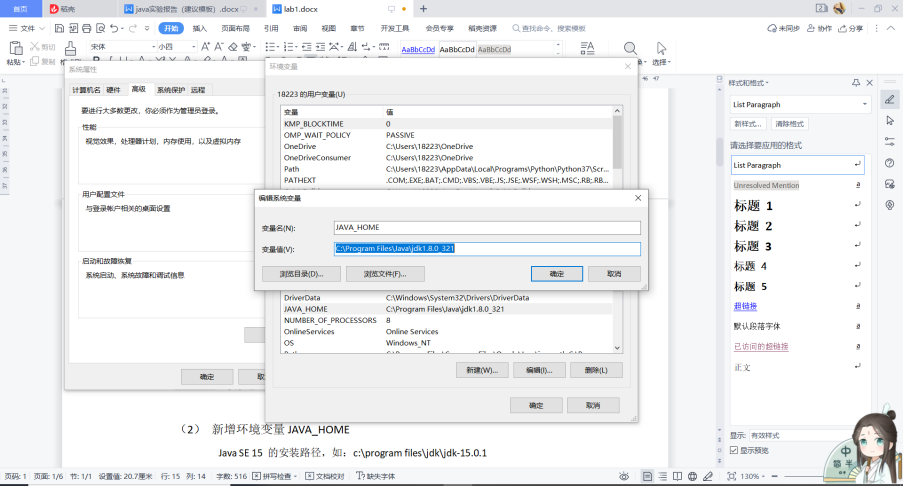 首页
稻壳
java实验报告（建议模板）.docx
lab1.docx
文件
开始
插入
页面布局
引用
审阅
视图
章节
开发工具
会员专享
稻壳资源
查找命令、搜索模板
未同步
协作
分享
粘贴
剪切
复制
宋体
小四
AaBbCcDd
AaBbCcDd
AaBbCcDd
选择
系统属性
计算机名
硬件
高级
系统保护
远程
要进行大多数更改，你必须作为管理员登录。
性能
视觉效果，处理器计划，内存使用，以及虚拟内存
用户配置文件
与登录帐户相关的桌面设置
启动和故障恢复
系统启动、系统故障和调试信息
确定
环境变量
18223 的用户变量(U)
变量
值
KMP_BLOCKTIME
0
OMP_WAIT_POLICY
PASSIVE
OneDrive
C:\Users\18223\OneDrive
OneDriveConsumer
C:\Users\18223\OneDrive
Path
C:\Users\18223\AppData\Local\Programs\Python\Python37\Scr...
PATHEXT
.COM;.EXE;.BAT;.CMD;.VBS;.VBE;.JS;.JSE;.WSF;.WSH;.MSC;.RB;.RB...
编辑系统变量
变量名(N):
JAVA_HOME
变量值(V):
C:\Program Files\Java\jdk1.8.0_321
浏览目录(D)...
浏览文件(F)...
确定
取消
DriverData
C:\Windows\System32\Drivers\DriverData
JAVA_HOME
C:\Program Files\Java\jdk1.8.0_321
NUMBER_OF_PROCESSORS
8
OnlineServices
Online Services
OS
Windows_NT
新建(W)...
编辑(I)...
删除(L)
确定
取消
（2） 新增环境变量 JAVA_HOME
Java SE 15 的安装路径，如：c:\program files\jdk\jdk-15.0.1
样式和格式
List Paragraph
新样式...
清除格式
请选择要应用的格式
List Paragraph
Unresolved Mention
标题 1
标题 2
标题 3
标题 4
标题 5
超链接
默认段落字体
已访问的超链接
正文
显示: 有效样式
显示预览
中
简
半
页码: 1
页面: 1/6
节: 1/1
设置值: 20.7厘米
行: 15
列: 14
字数: 516
拼写检查
文档校对
缺失字体
130%